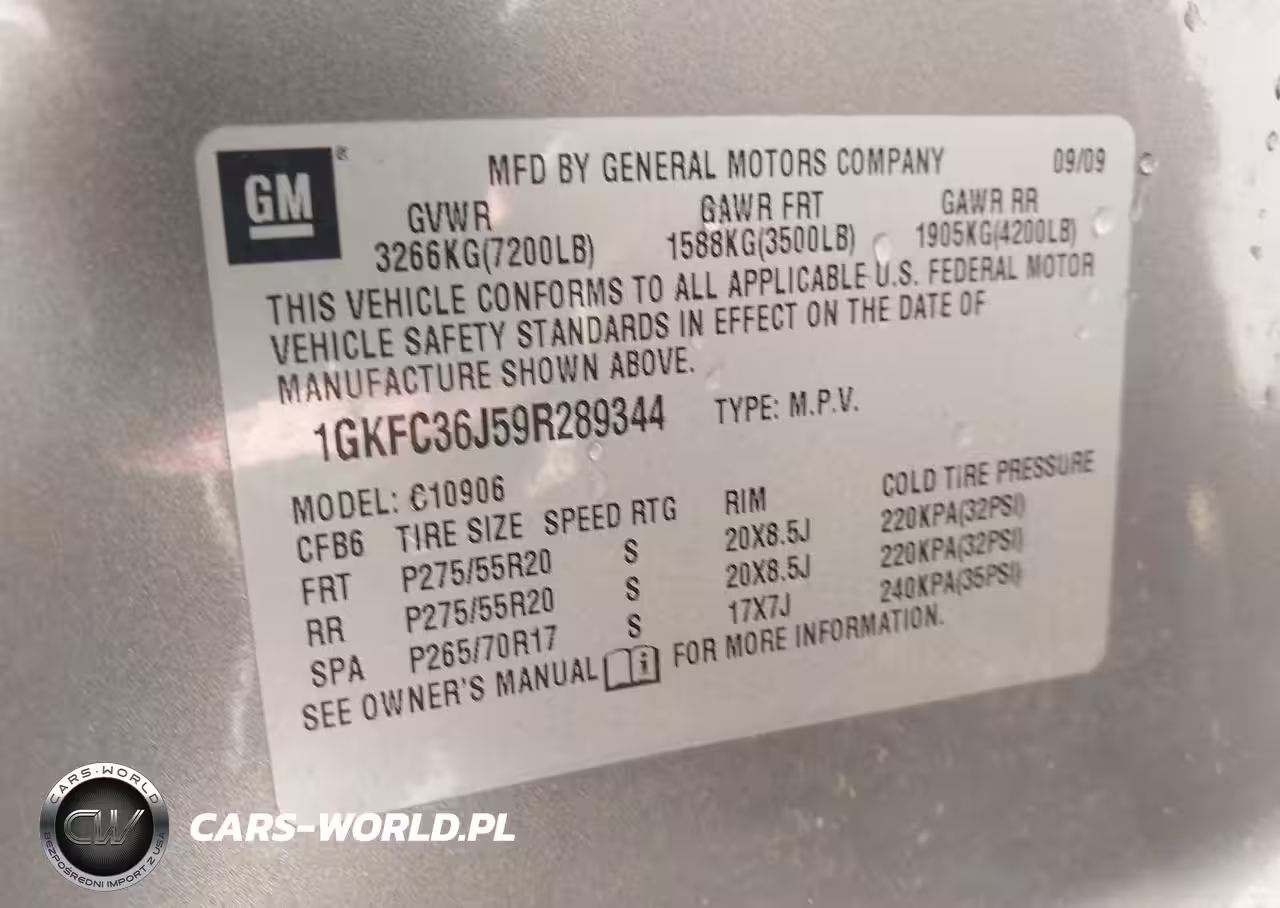 GM ®
MFD BY GENERAL MOTORS COMPANY 09/09
GVWR GAWR FRT GAWR RR
3266KG(7200LB) 1588KG(3500LB) 1905KG(4200LB)
THIS VEHICLE CONFORMS TO ALL APPLICABLE U.S. FEDERAL MOTOR
VEHICLE SAFETY STANDARDS IN EFFECT ON THE DATE OF
MANUFACTURE SHOWN ABOVE.
1GKFC36J59R289344 TYPE: M.P.V.
MODEL: C10906
CFB6 TIRE SIZE SPEED RTG RIM COLD TIRE PRESSURE
FRT P275/55R20 S 20X8.5J 220KPA(32PSI)
RR P275/55R20 S 20X8.5J 220KPA(32PSI)
SPA P265/70R17 S 17X7J 240KPA(35PSI)
SEE OWNER'S MANUAL FOR MORE INFORMATION.
CARS-WORLD
CW
BEZPOŚREDNI IMPORT Z USA
CARS-WORLD.PL